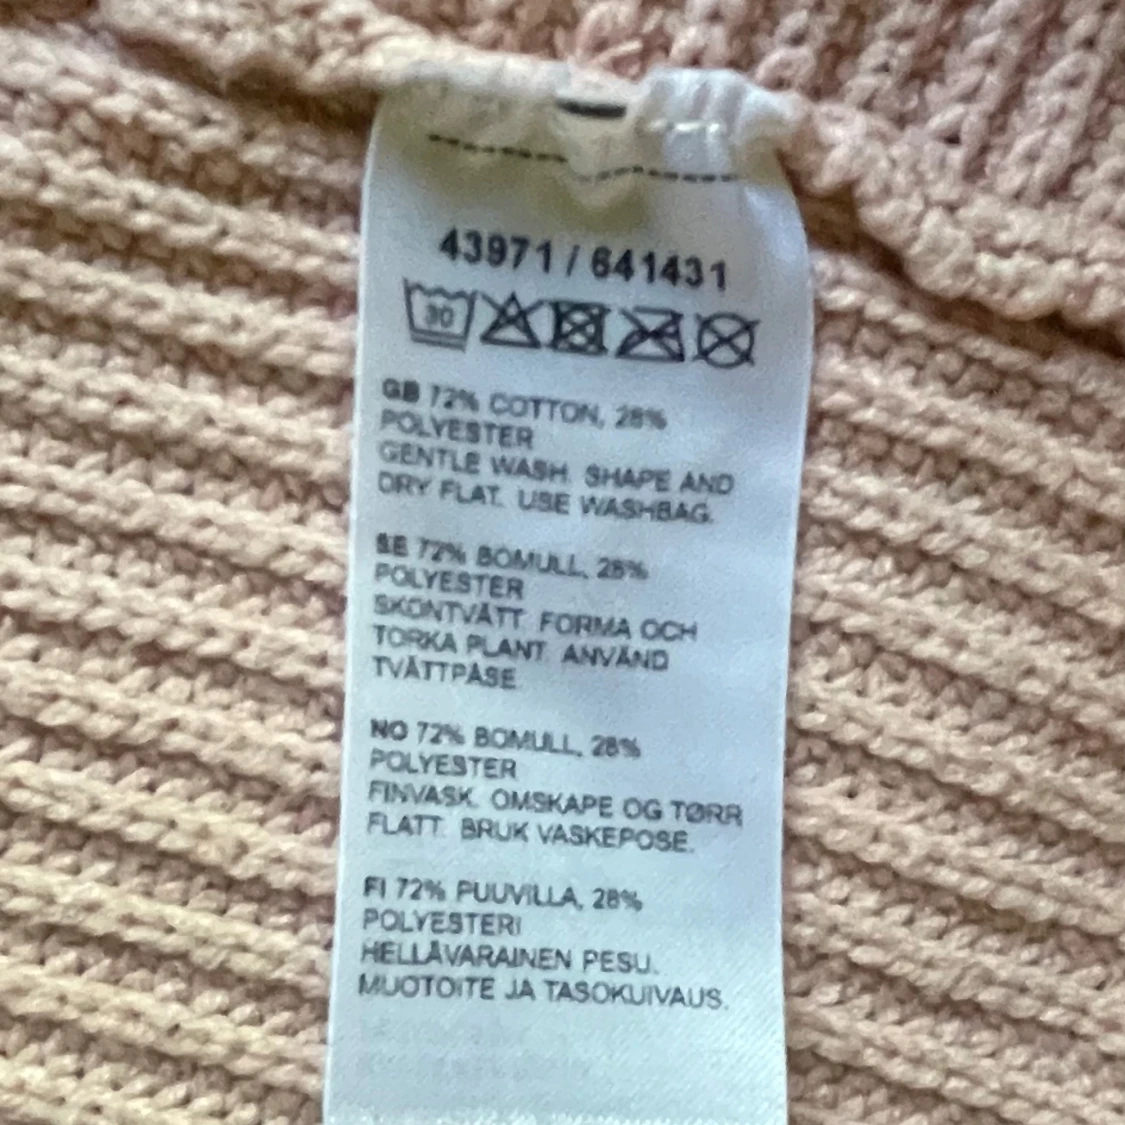 43971 / 641431
30
GB 72% COTTON, 28%
POLYESTER
GENTLE WASH. SHAPE AND
DRY FLAT. USE WASHBAG.
SE 72% BOMULL, 28%
POLYESTER
SKONTVÄTT. FORMA OCH
TORKA PLANT. ANVÄND
TVÄTTPÅSE.
NO 72% BOMULL, 28%
POLYESTER
FINVASK. OMSKAPE OG TØRR
FLATT. BRUK VASKEPOSE.
FI 72% PUUVILLA, 28%
POLYESTERI
HELLÄVARAINEN PESU.
MUOTOITE JA TASOKUIVAUS.